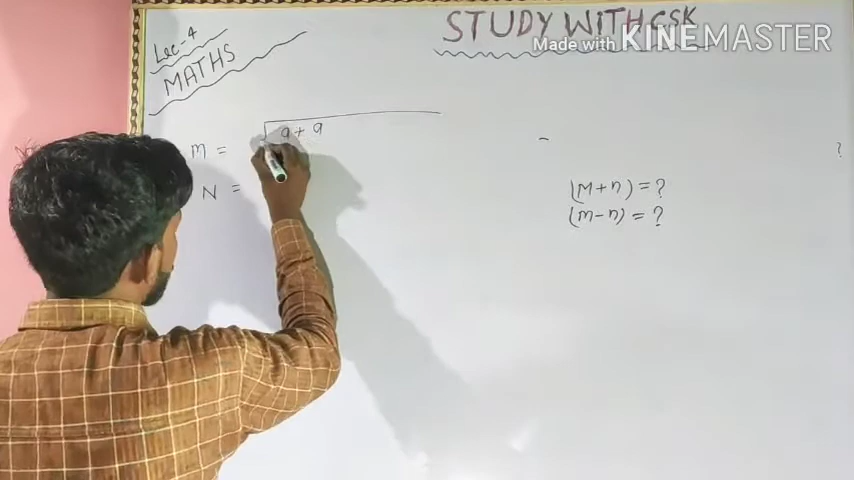 Lec-4
MATHS
STUDY WITH CSK
Made with KINEMASTER
a + a
m =
N =
-
?
(m+n) = ?
(m-n) = ?